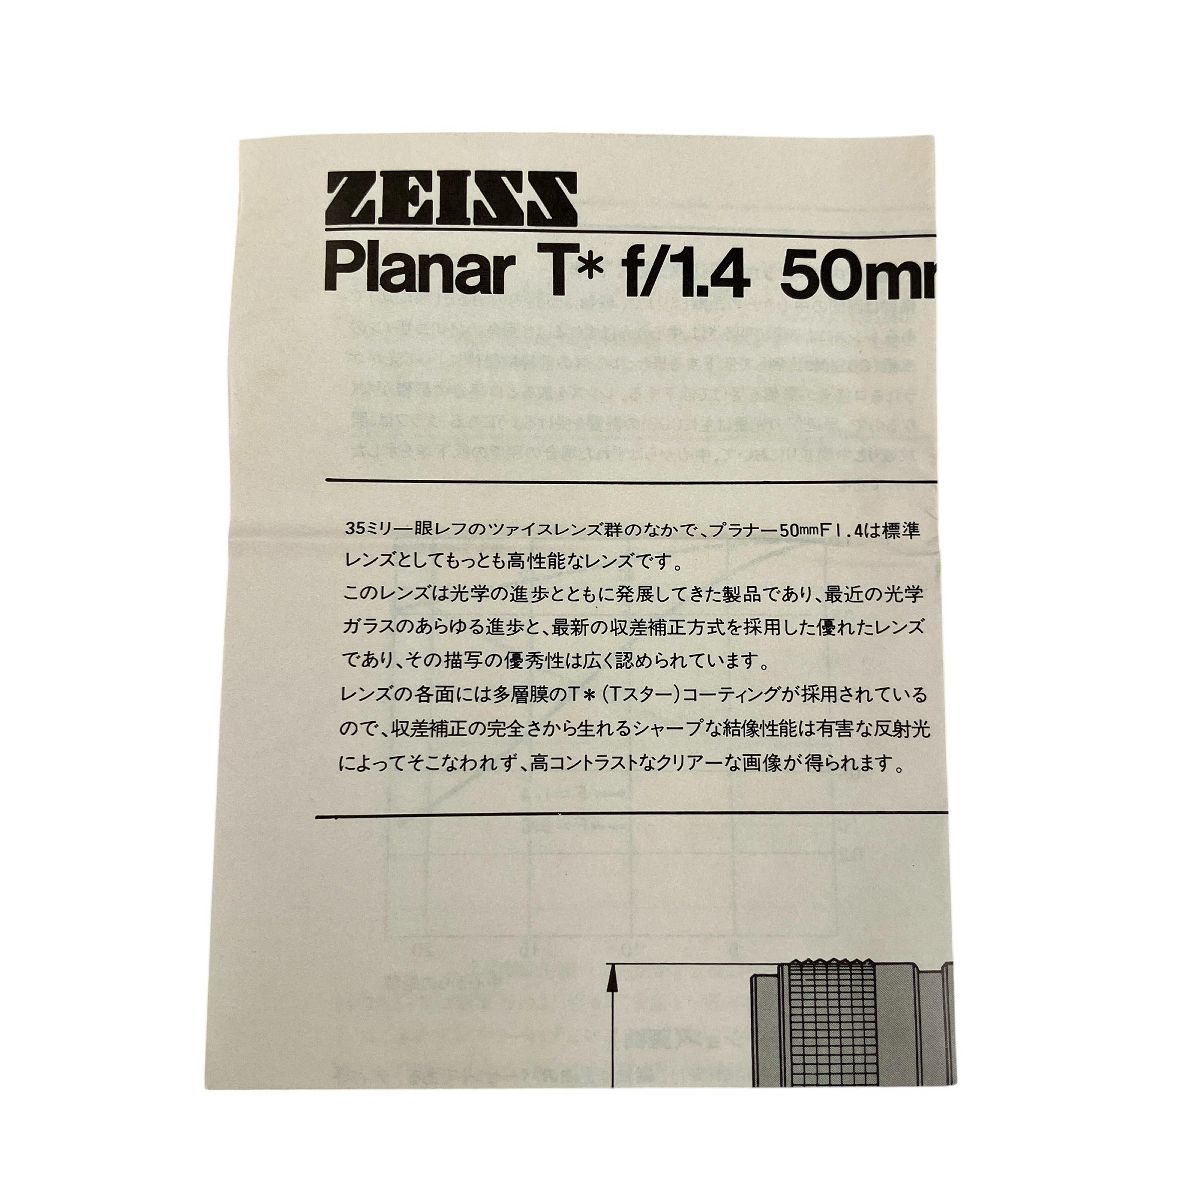 ZEISS
Planar T* f/1.4 50m
35ミリ一眼レフのツァイスレンズ群のなかで、プラナー50mmF1.4は標準
レンズとしてもっとも高性能なレンズです。
このレンズは光学の進歩とともに発展してきた製品であり、最近の光学
ガラスのあらゆる進歩と、最新の収差補正方式を採用した優れたレンズ
であり、その描写の優秀性は広く認められています。
レンズの各面には多層膜のT*(Tスター)コーティングが採用されている
ので、収差補正の完全さから生れるシャープな結像性能は有害な反射光
によってそこなわれず、高コントラストなクリアーな画像が得られます。